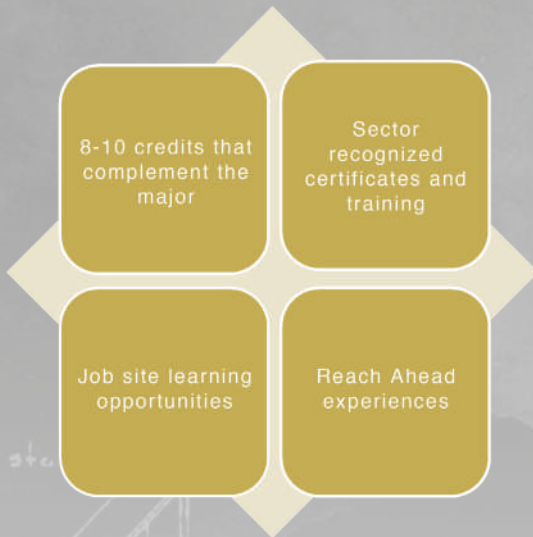 8-10 credits that
complement the
major
Sector
recognized
certificates and
training
Job site learning
opportunities
Reach Ahead
experiences